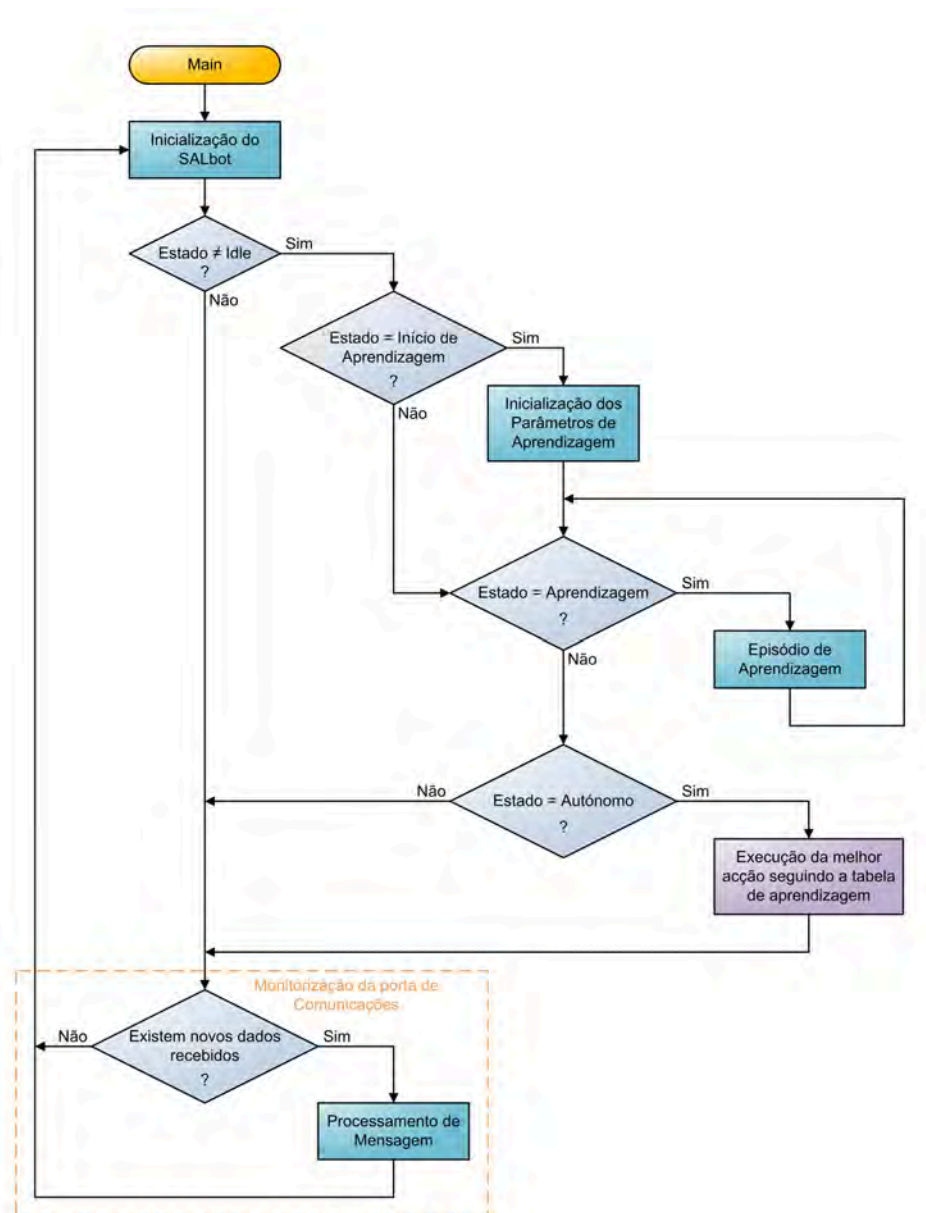 Main
Inicialização do
SALbot
Estado ≠ Idle
?
Sim
Não
Estado = Início de
Aprendizagem
?
Sim
Não
Inicialização dos
Parâmetros de
Aprendizagem
Estado = Aprendizagem
?
Sim
Não
Episódio de
Aprendizagem
Estado = Autónomo
?
Não
Sim
Execução da melhor
acção seguindo a tabela
de aprendizagem
Monitorização da porta de
Comunicações
Existem novos dados
recebidos
?
Não
Sim
Processamento de
Mensagem